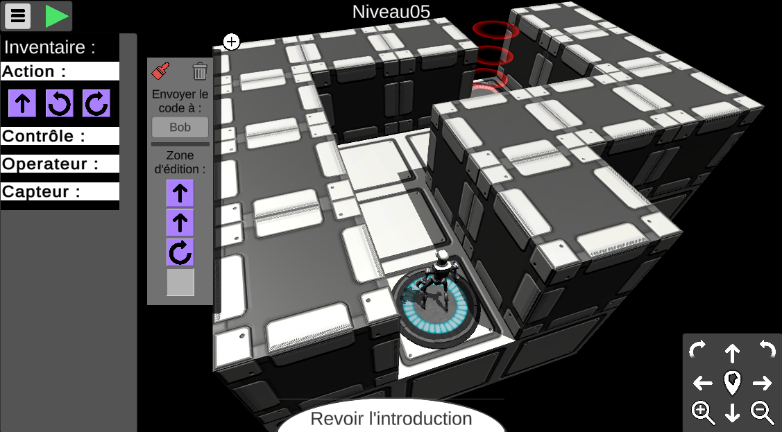 Niveau05
Inventaire :
Action :
Contrôle :
Operateur :
Capteur :
Envoyer le
code à :
Bob
Zone
d'édition :
Revoir l'introduction